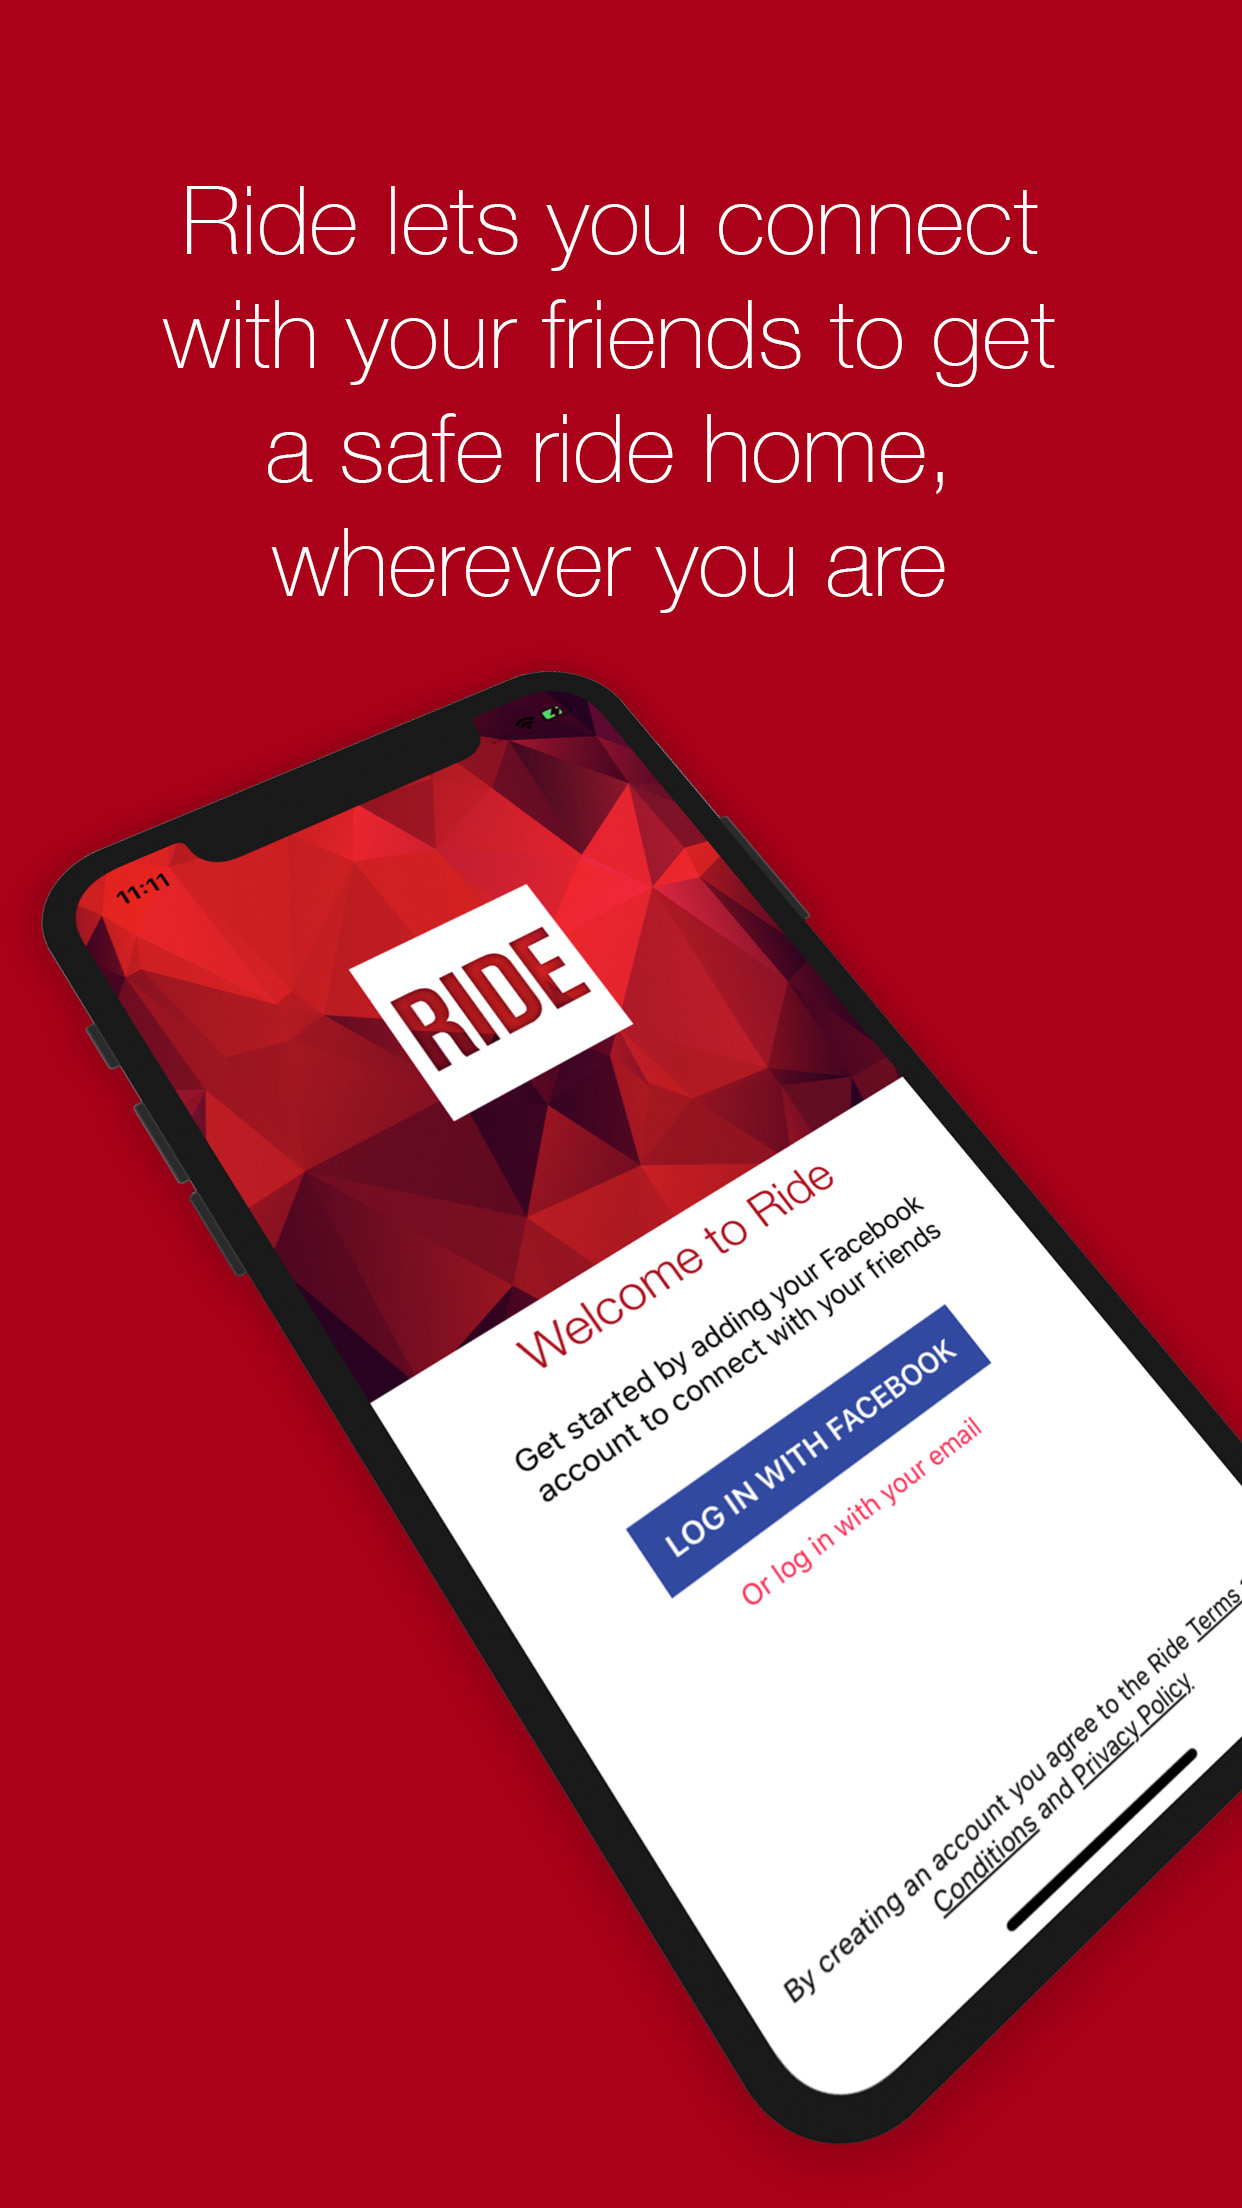 Ride lets you connect
with your friends to get
a safe ride home,
wherever you are
11:11
RIDE
Welcome to Ride
Get started by adding your Facebook
account to connect with your friends
LOG IN WITH FACEBOOK
Or log in with your email
By creating an account you agree to the Ride Terms
Conditions and Privacy Policy.